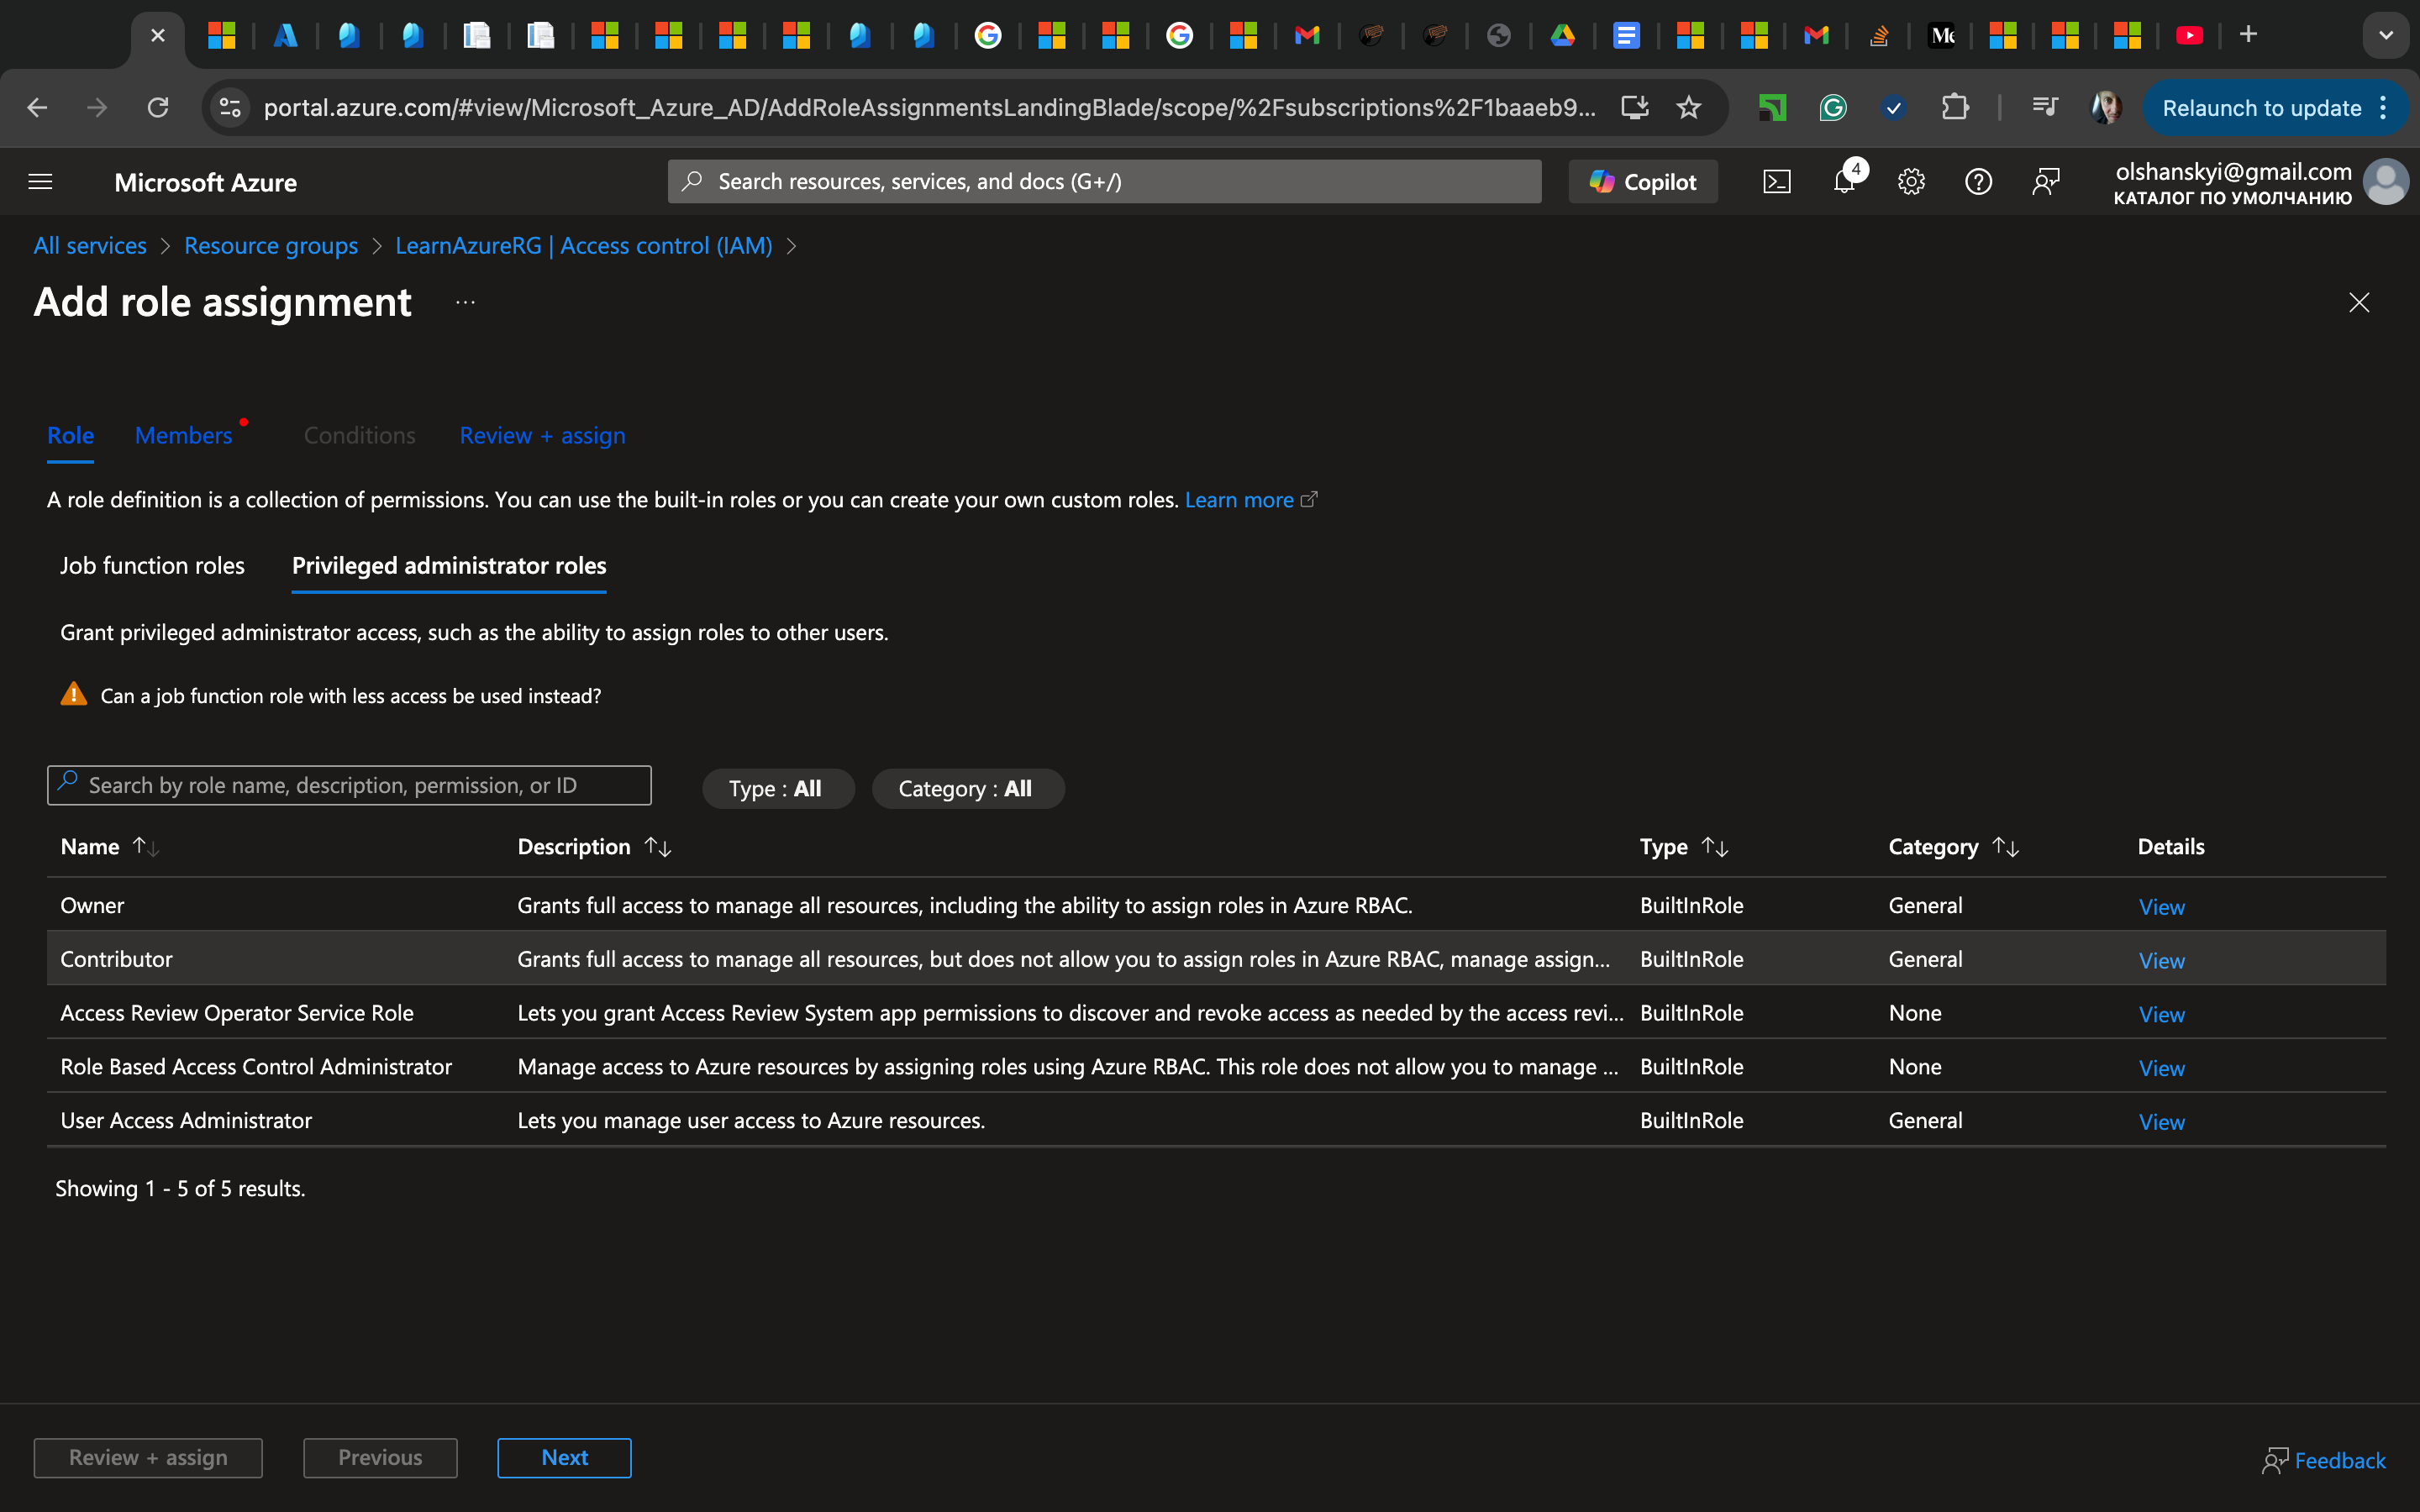 portal.azure.com/#view/Microsoft_Azure_AD/AddRoleAssignmentsLandingBlade/scope/%2Fsubscriptions%2F1baaeb9...
Relaunch to update
Microsoft Azure
Search resources, services, and docs (G+/)
Copilot
4
olshanskyi@gmail.com
КАТАЛОГ ПО УМОЛЧАНИЮ
All services > Resource groups > LearnAzureRG | Access control (IAM) >
Add role assignment ...
Role Members Conditions Review + assign
A role definition is a collection of permissions. You can use the built-in roles or you can create your own custom roles. Learn more
Job function roles Privileged administrator roles
Grant privileged administrator access, such as the ability to assign roles to other users.
Can a job function role with less access be used instead?
Search by role name, description, permission, or ID Type : All Category : All
Name Description Type Category Details
Owner Grants full access to manage all resources, including the ability to assign roles in Azure RBAC. BuiltInRole General View
Contributor Grants full access to manage all resources, but does not allow you to assign roles in Azure RBAC, manage assign... BuiltInRole General View
Access Review Operator Service Role Lets you grant Access Review System app permissions to discover and revoke access as needed by the access revi... BuiltInRole None View
Role Based Access Control Administrator Manage access to Azure resources by assigning roles using Azure RBAC. This role does not allow you to manage ... BuiltInRole None View
User Access Administrator Lets you manage user access to Azure resources. BuiltInRole General View
Showing 1 - 5 of 5 results.
Review + assign Previous Next Feedback